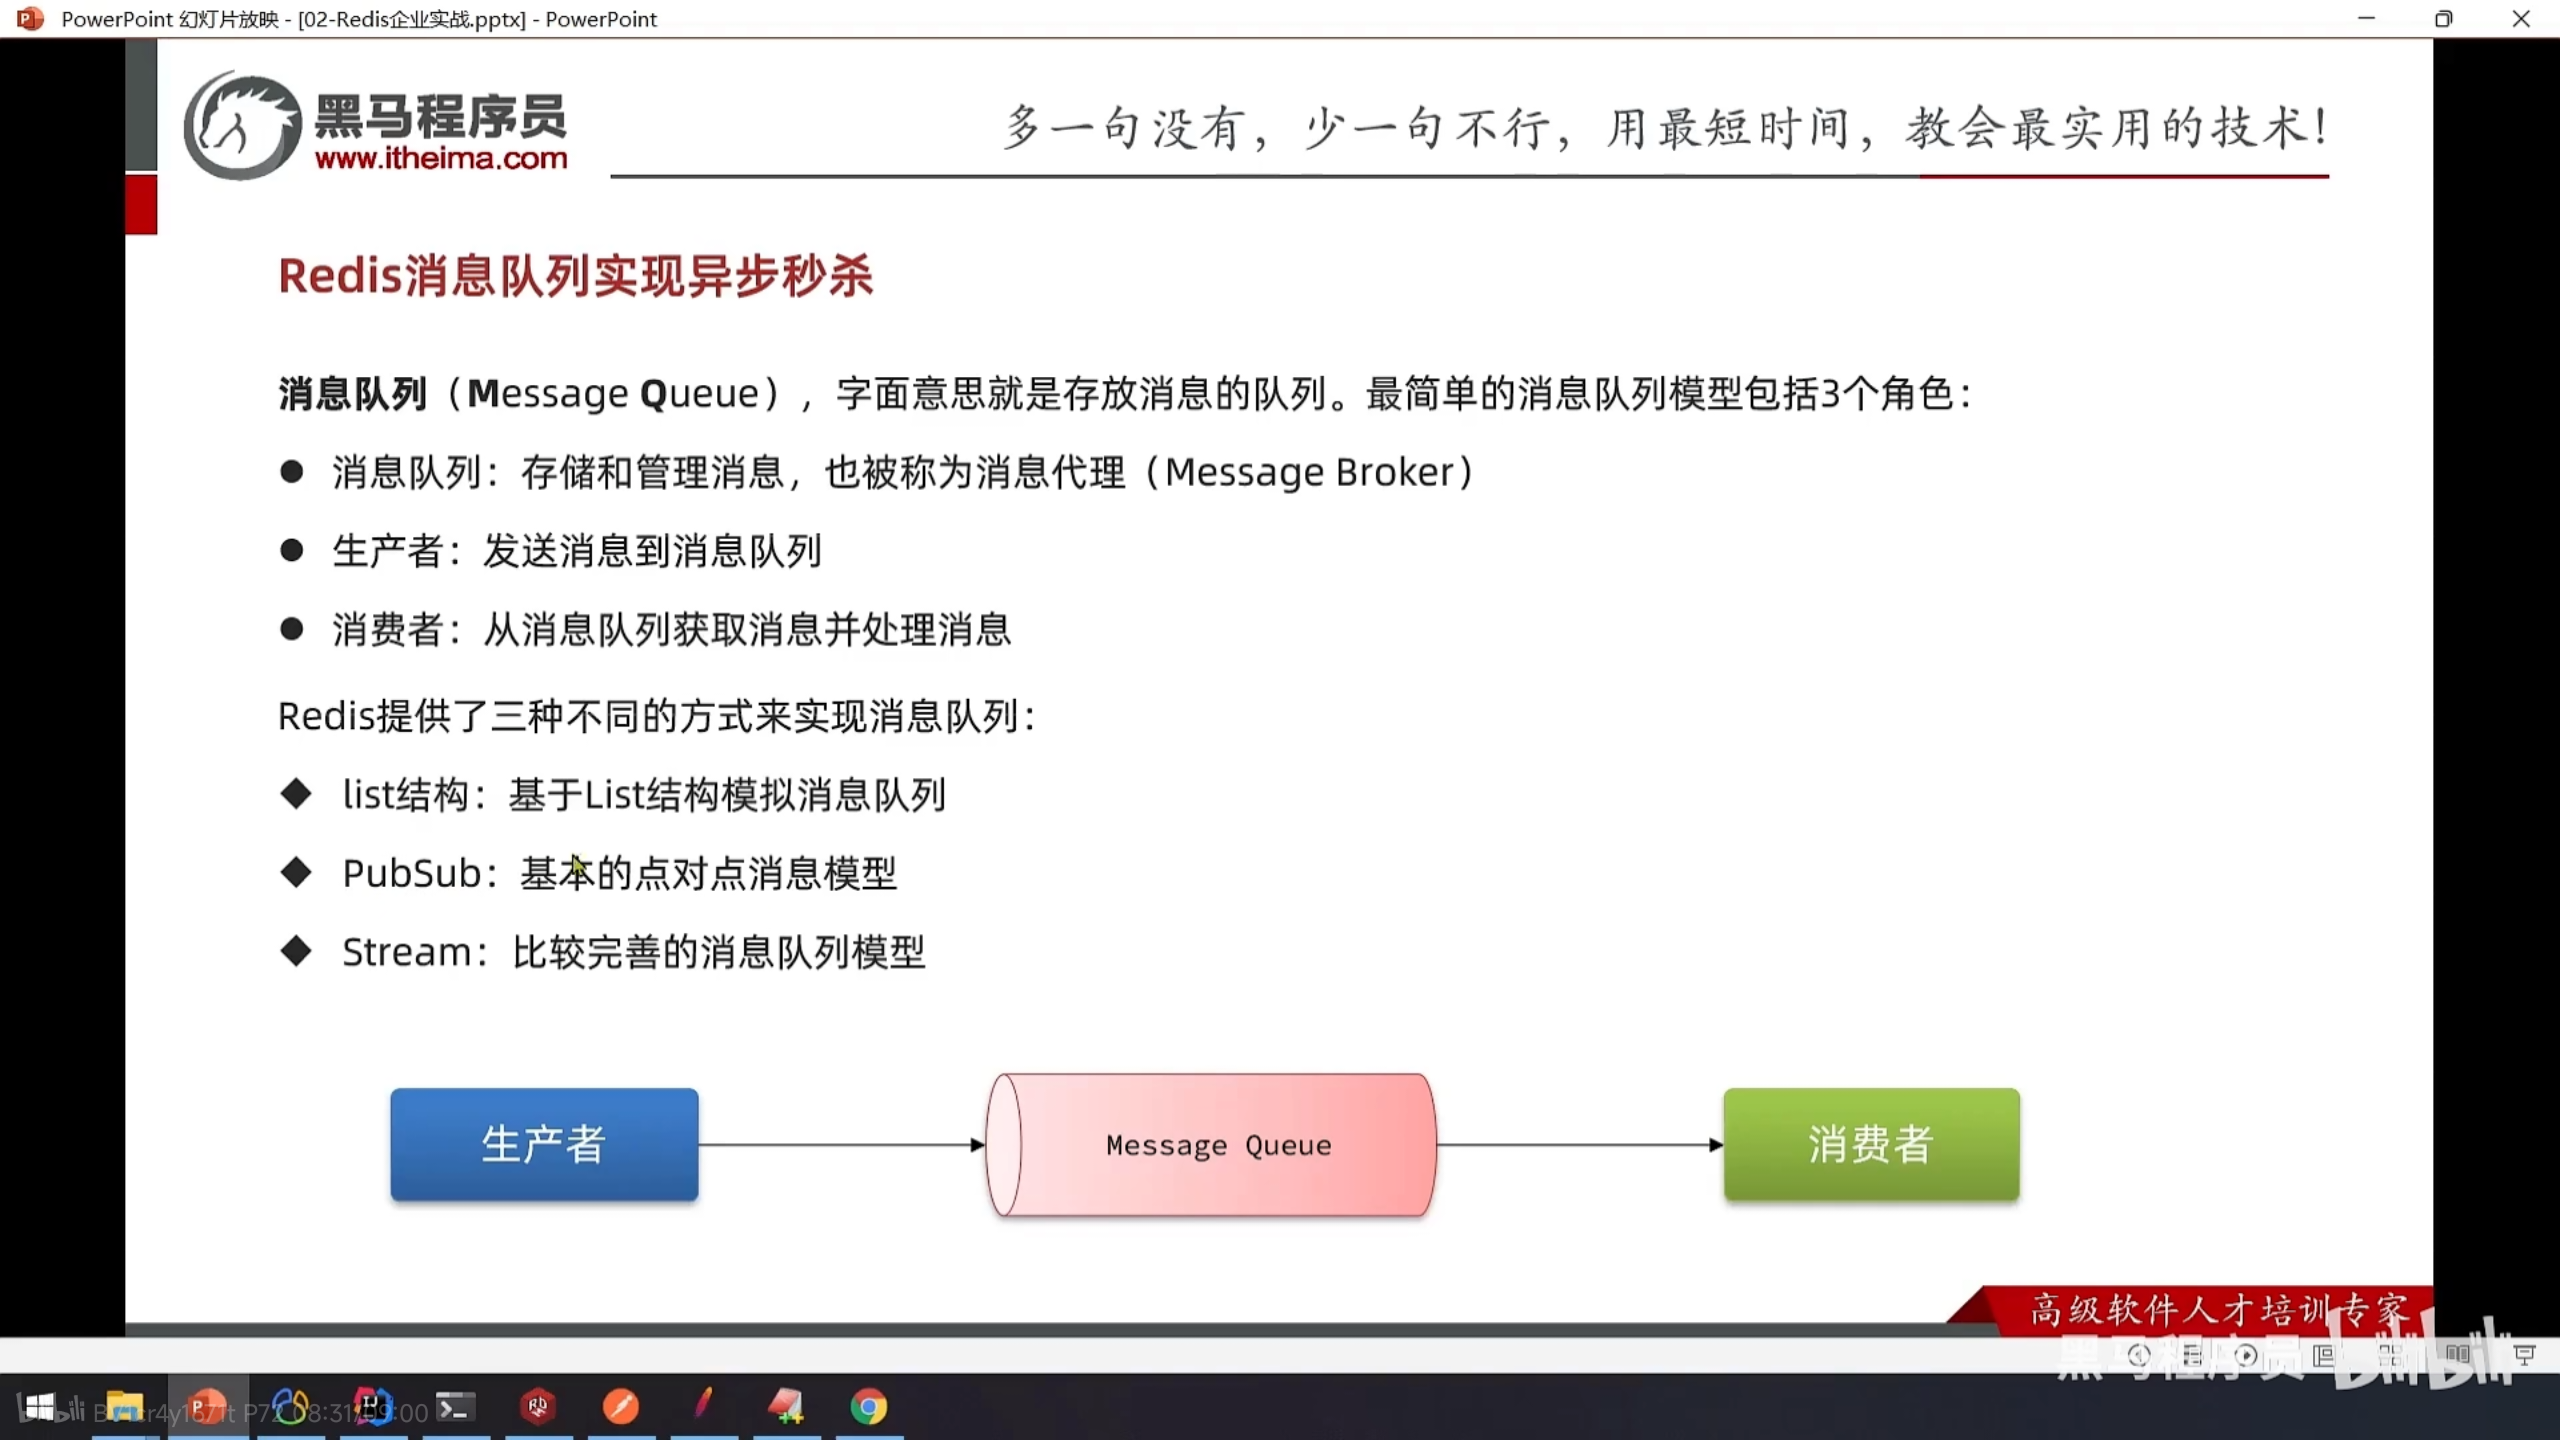 PowerPoint 幻灯片放映 - [02-Redis企业实战.pptx] - PowerPoint
黑马程序员
www.itheima.com
多一句没有，少一句不行，用最短时间，教会最实用的技术！
Redis消息队列实现异步秒杀
消息队列（Message Queue），字面意思就是存放消息的队列。最简单的消息队列模型包括3个角色：
● 消息队列：存储和管理消息，也被称为消息代理（Message Broker）
● 生产者：发送消息到消息队列
● 消费者：从消息队列获取消息并处理消息
Redis提供了三种不同的方式来实现消息队列：
◆ list结构：基于List结构模拟消息队列
◆ PubSub：基本的点对点消息模型
◆ Stream：比较完善的消息队列模型
生产者
Message Queue
消费者
高级软件人才培训专家
黑马程序员 bilibili
P72 08:31/09:00